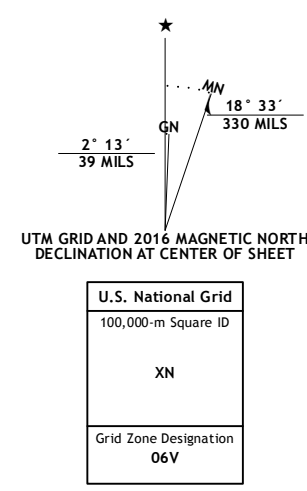 ★
MN
18° 33´
330 MILS
GN
2° 13´
39 MILS
UTM GRID AND 2016 MAGNETIC NORTH
DECLINATION AT CENTER OF SHEET
U.S. National Grid
100,000-m Square ID
XN
Grid Zone Designation
06V